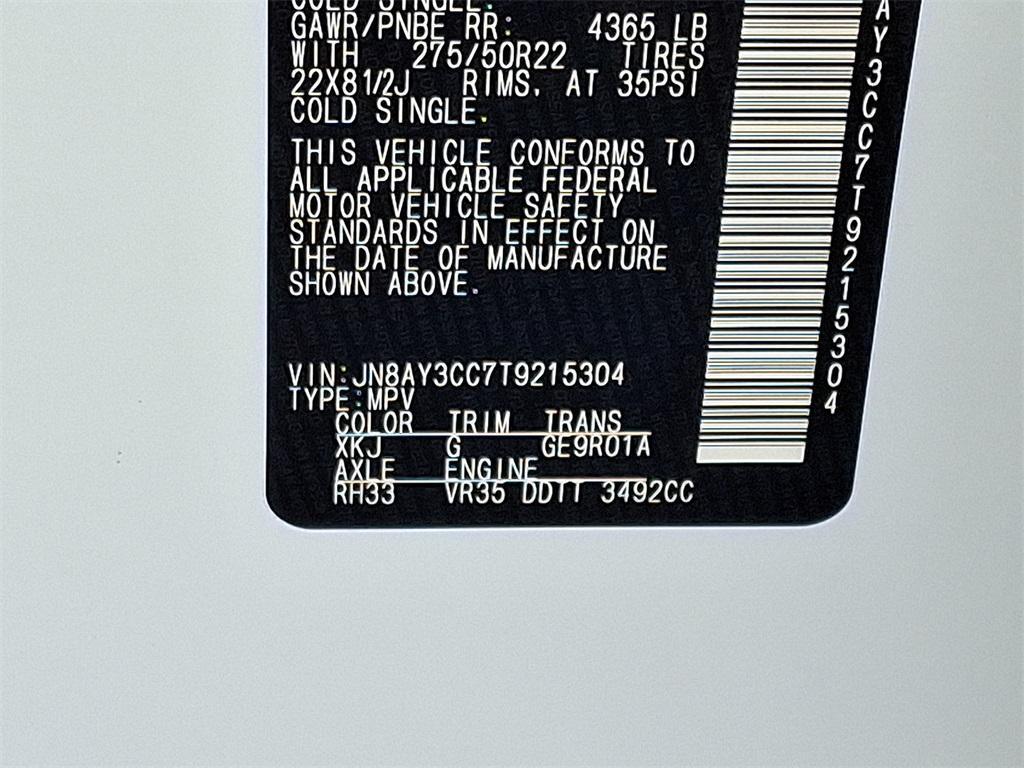 COLD SINGLE.
GAWR/PNBE RR: 4365 LB
WITH 275/50R22 TIRES
22X81/2J RIMS, AT 35PSI
COLD SINGLE.
THIS VEHICLE CONFORMS TO
ALL APPLICABLE FEDERAL
MOTOR VEHICLE SAFETY
STANDARDS IN EFFECT ON
THE DATE OF MANUFACTURE
SHOWN ABOVE.
VIN:JN8AY3CC7T9215304
TYPE:MPV
COLOR TRIM TRANS
XKJ G GE9R01A
AXLE ENGINE
RH33 VR35 DDTT 3492CC
AY3CC7T9215304